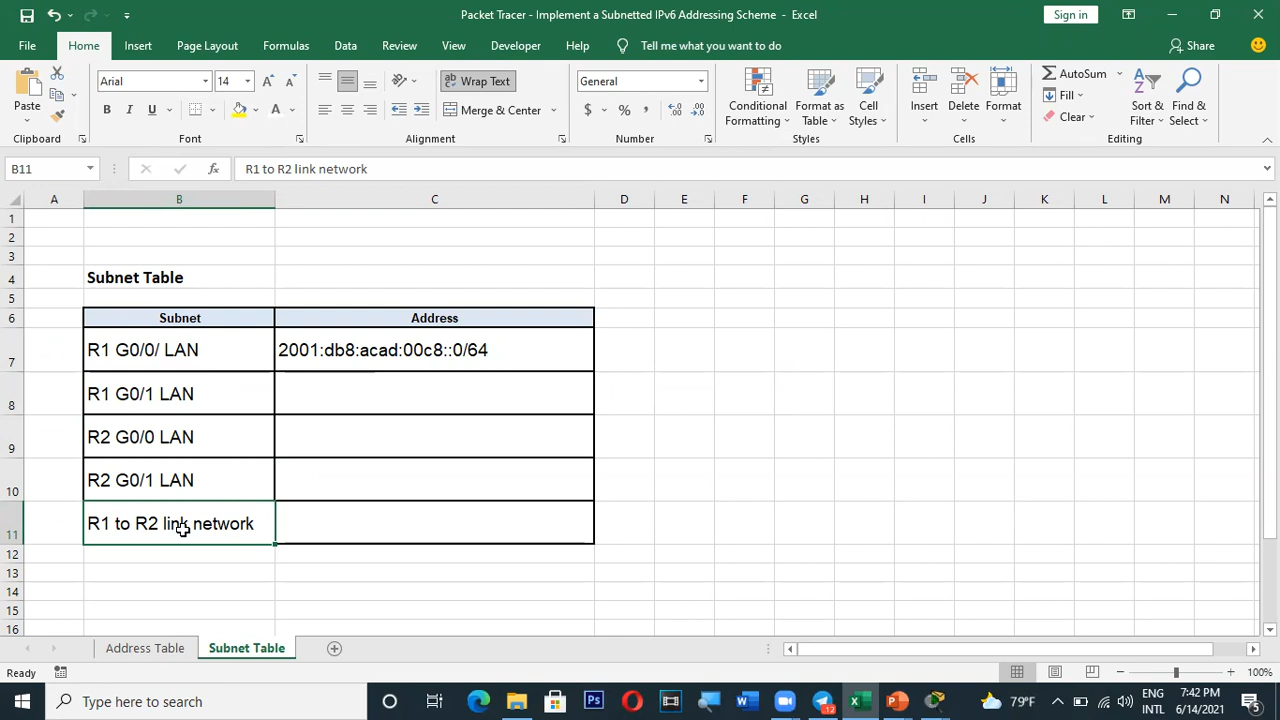 Packet Tracer - Implement a Subnetted IPv6 Addressing Scheme - Excel
Sign in
File Home Insert Page Layout Formulas Data Review View Developer Help Tell me what you want to do Share
Paste
Clipboard
Arial 14
A A
B I U A
Font
Wrap Text
Merge & Center
Alignment
General
$ % ,
Number
Conditional Formatting
Format as Table
Cell Styles
Styles
Insert
Delete
Format
Cells
AutoSum
Fill
Clear
Sort & Filter
Find & Select
Editing
B11 fx R1 to R2 link network
A B C D E F G H I J K L M N
1
2
3
4 Subnet Table
5
6 Subnet Address
7 R1 G0/0/ LAN 2001:db8:acad:00c8::0/64
8 R1 G0/1 LAN
9 R2 G0/0 LAN
10 R2 G0/1 LAN
11 R1 to R2 link network
12
13
14
15
16
Address Table Subnet Table
Ready 100%
Type here to search
Ps
12
79°F
ENG
INTL
7:42 PM
6/14/2021
5